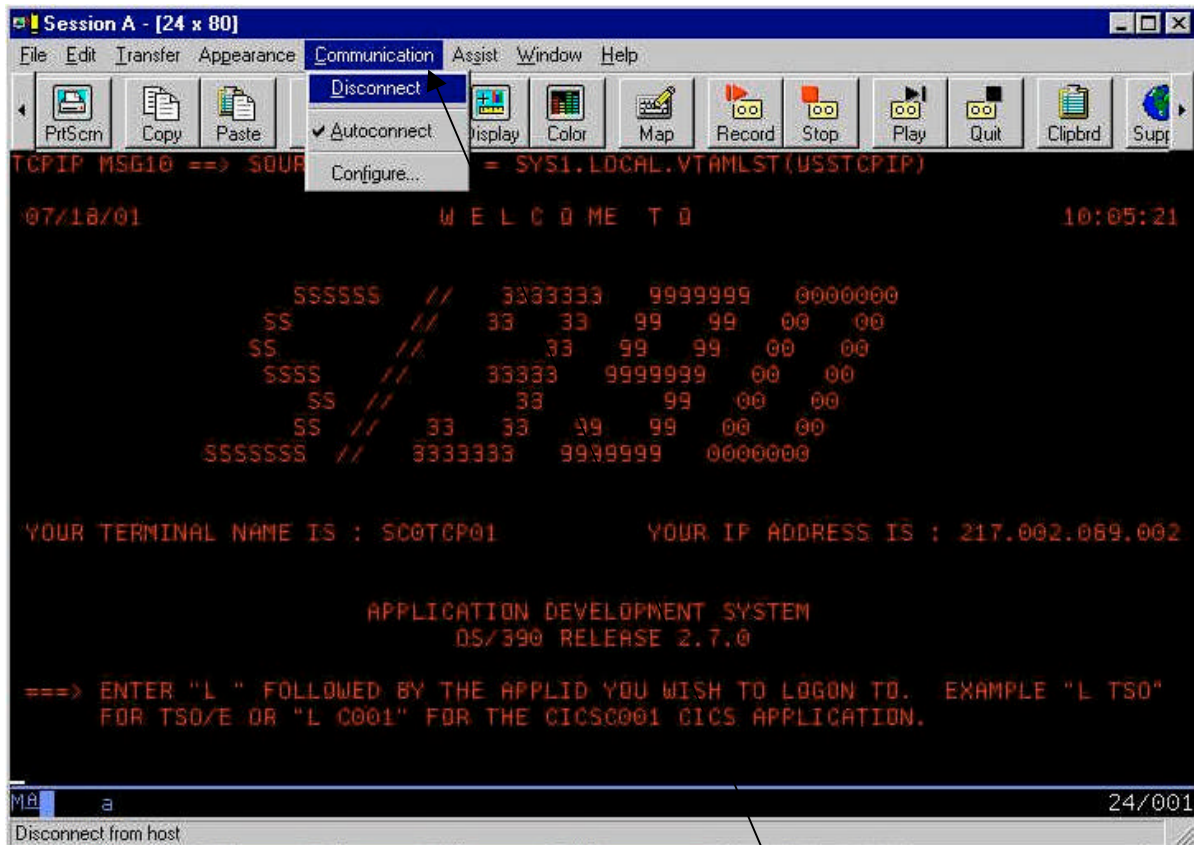 Session A - [24 x 80]
File Edit Transfer Appearance Communication Assist Window Help
Disconnect
Autoconnect
Configure...
PrtScrn Copy Paste Display Color Map Record Stop Play Quit Clipbrd Supp
TCPIP MSG10 ==> SOUR = SYS1.LOCAL.VTAMLST(USSTCPIP)
07/18/01 W E L C O ME T O 10:05:21
SSSSSS // 3333333 9999999 0000000
SS // 33 33 99 99 00 00
SS // 33 99 99 00 00
SSSS // 33333 9999999 00 00
SS // 33 99 00 00
SS // 33 33 99 99 00 00
SSSSSSS // 3333333 9999999 0000000
YOUR TERMINAL NAME IS : SC0TCP01 YOUR IP ADDRESS IS : 217.002.069.002
APPLICATION DEVELOPMENT SYSTEM
OS/390 RELEASE 2.7.0
===> ENTER "L " FOLLOWED BY THE APPLID YOU WISH TO LOGON TO. EXAMPLE "L TSO"
FOR TSO/E OR "L C001" FOR THE CICSC001 CICS APPLICATION.
MA a 24/001
Disconnect from host